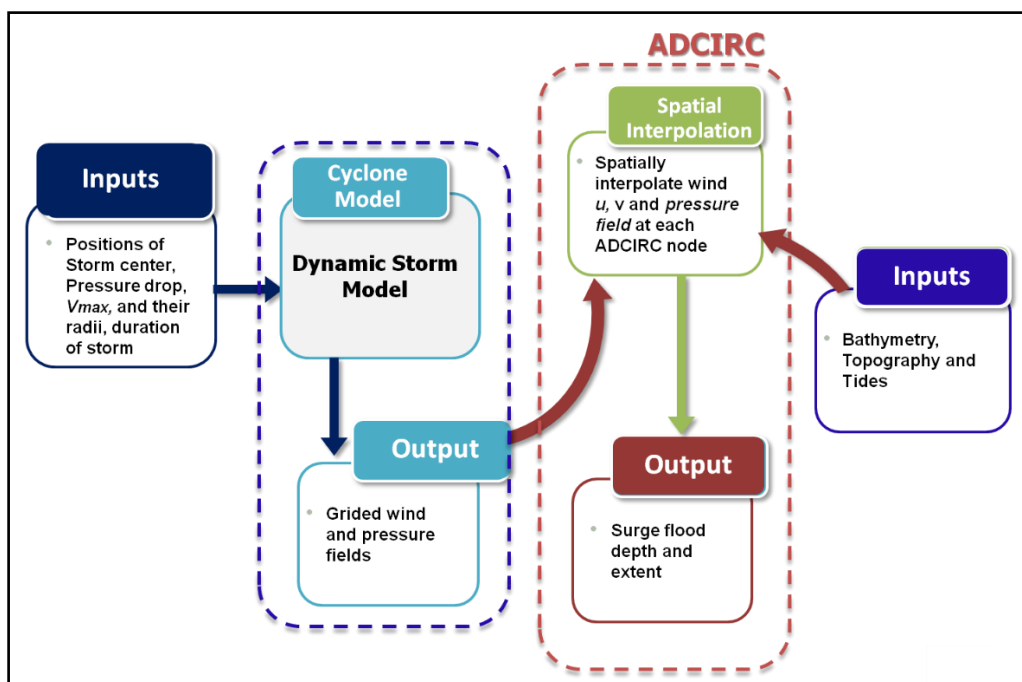 ADCIRC
Inputs
Positions of
Storm center,
Pressure drop,
Vmax, and their
radii, duration
of storm
Cyclone
Model
Dynamic Storm
Model
Output
Grided wind
and pressure
fields
Spatial
Interpolation
Spatially
interpolate wind
u, v and pressure
field at each
ADCIRC node
Output
Surge flood
depth and
extent
Inputs
Bathymetry,
Topography and
Tides